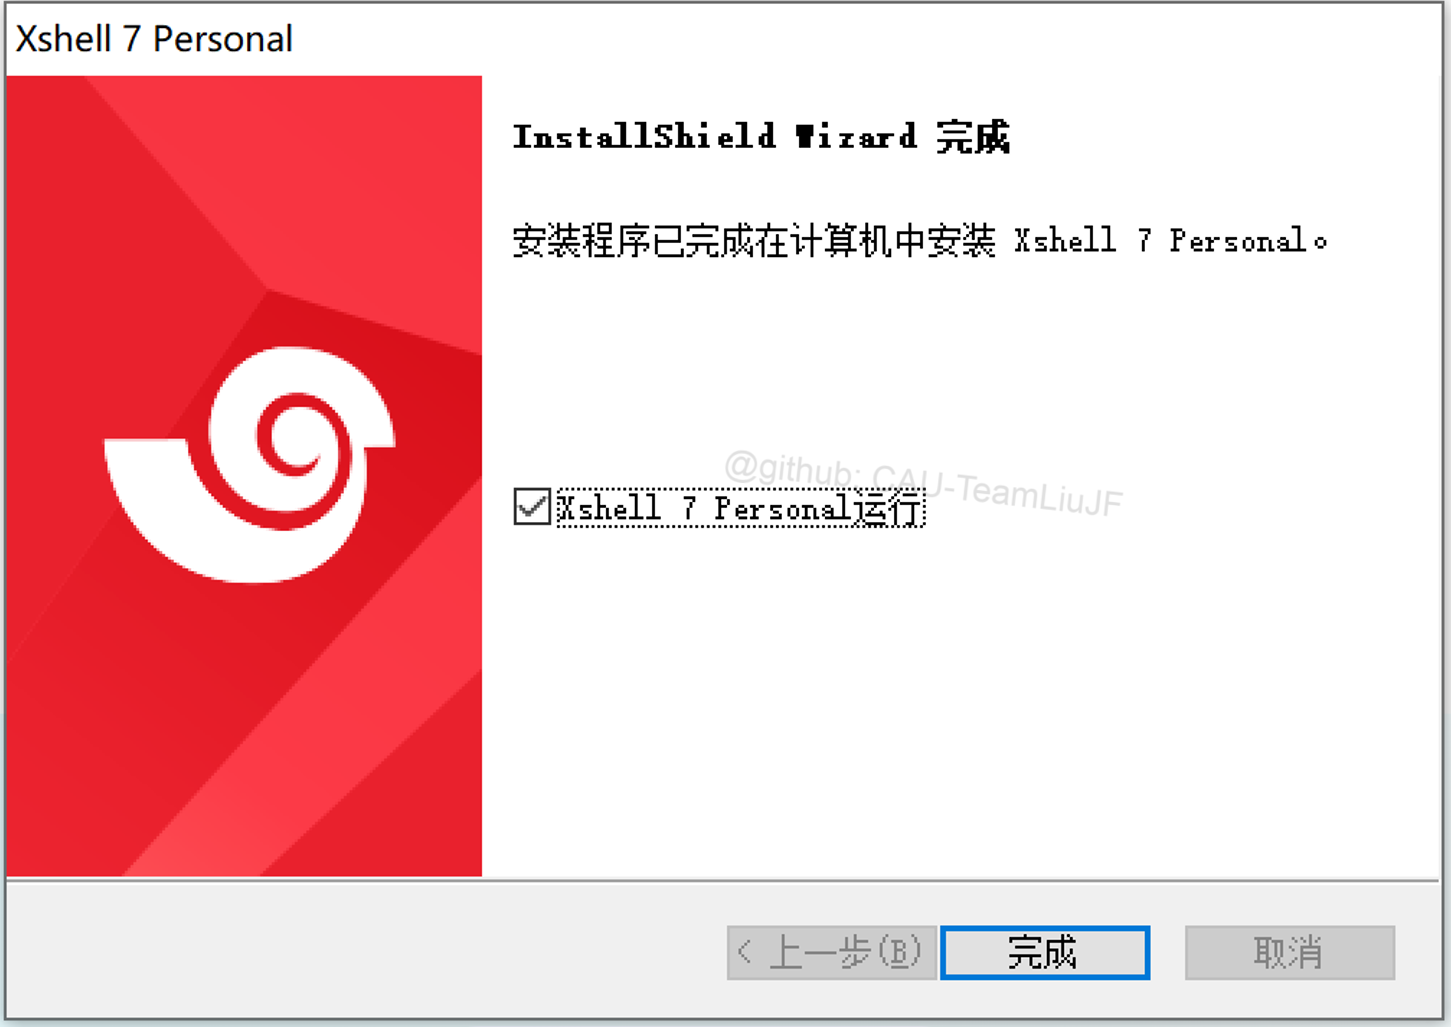 Xshell 7 Personal
InstallShield Wizard 完成
安装程序已完成在计算机中安装 Xshell 7 Personal。
@github: CAU-TeamLiuJF
Xshell 7 Personal运行
< 上一步(B)
完成
取消